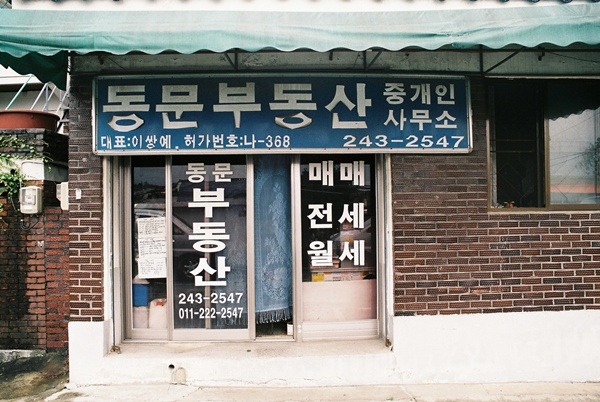 동문부동산 중개인
사무소
대표:이쌍예. 허가번호:나-368 243-2547
동문
부동산
243-2547
011-222-2547
매매
전세
월세